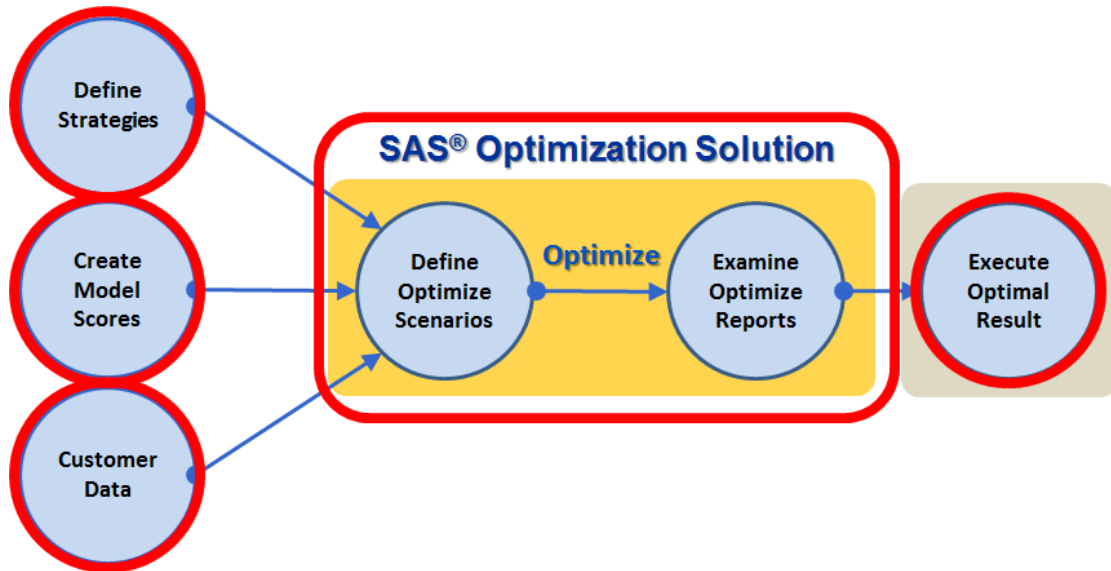 Define
Strategies
SAS® Optimization Solution
Create
Model
Scores
Define
Optimize
Scenarios
Optimize
Examine
Optimize
Reports
Execute
Optimal
Result
Customer
Data